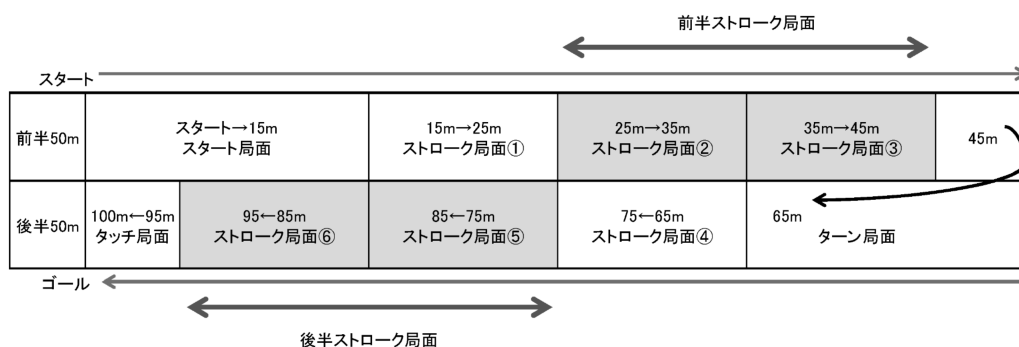 前半ストローク局面
スタート
前半50m
スタート→15m
スタート局面
15m→25m
ストローク局面①
25m→35m
ストローク局面②
35m→45m
ストローク局面③
45m
後半50m
100m←95m
タッチ局面
95←85m
ストローク局面⑥
85←75m
ストローク局面⑤
75←65m
ストローク局面④
65m
ターン局面
ゴール
後半ストローク局面